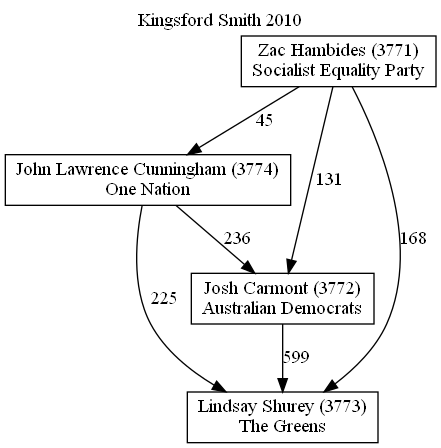 Kingsford Smith 2010
Zac Hambides (3771)
Socialist Equality Party
45
John Lawrence Cunningham (3774)
One Nation
131
236
168
Josh Carmont (3772)
Australian Democrats
225
599
Lindsay Shurey (3773)
The Greens